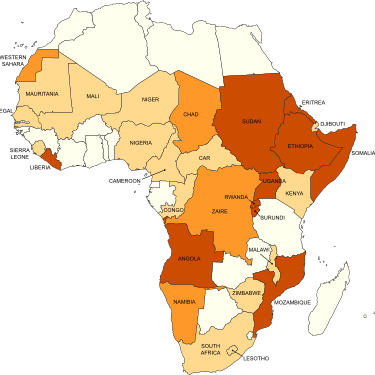 WESTERN
SAHARA
MAURITANIA
MALI
NIGER
CHAD
SUDAN
ERITREA
DJIBOUTI
EGAL
NIGERIA
ETHIOPIA
SOMALIA
SIERRA
LEONE
LIBERIA
CAR
CAMEROON
UGANDA
KENYA
CONGO
ZAIRE
RWANDA
BURUNDI
MALAWI
ANGOLA
ZIMBABWE
MOZAMBIQUE
NAMIBIA
SOUTH
AFRICA
LESOTHO